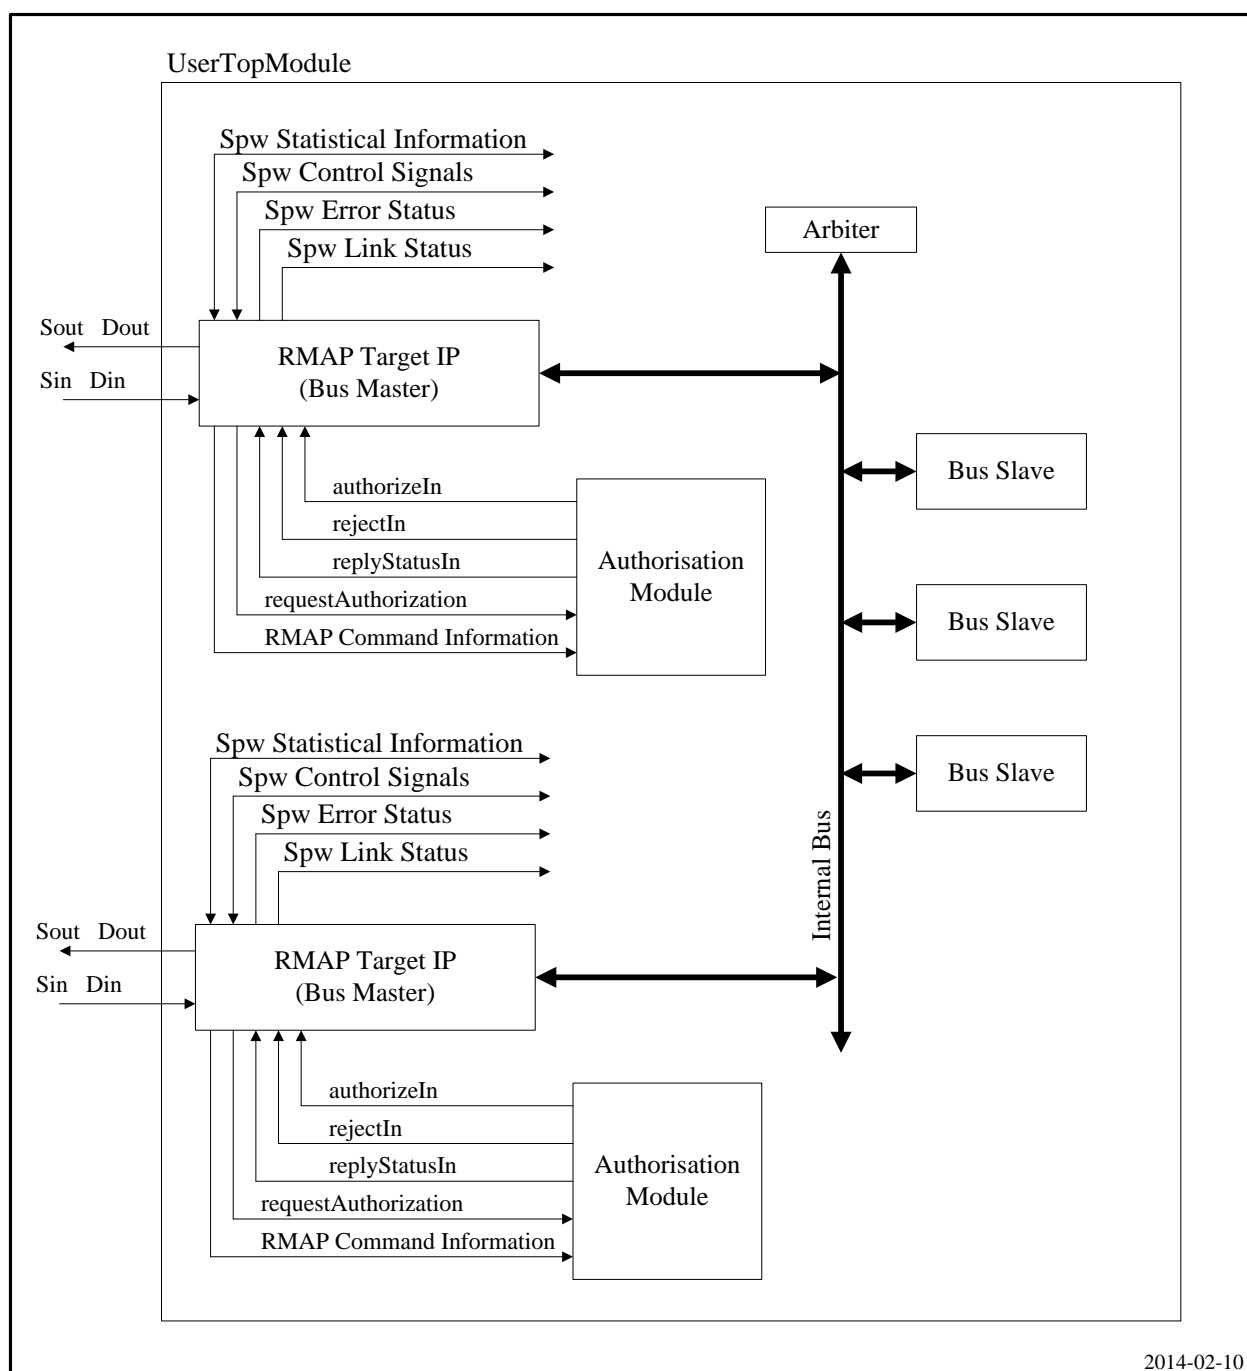 UserTopModule
Spw Statistical Information
Spw Control Signals
Spw Error Status
Spw Link Status
Arbiter
Sout Dout
Sin Din
RMAP Target IP
(Bus Master)
Bus Slave
authorizeIn
rejectIn
replyStatusIn
requestAuthorization
RMAP Command Information
Authorisation
Module
Bus Slave
Spw Statistical Information
Spw Control Signals
Spw Error Status
Spw Link Status
Bus Slave
Internal Bus
Sout Dout
Sin Din
RMAP Target IP
(Bus Master)
authorizeIn
rejectIn
replyStatusIn
requestAuthorization
RMAP Command Information
Authorisation
Module
2014-02-10